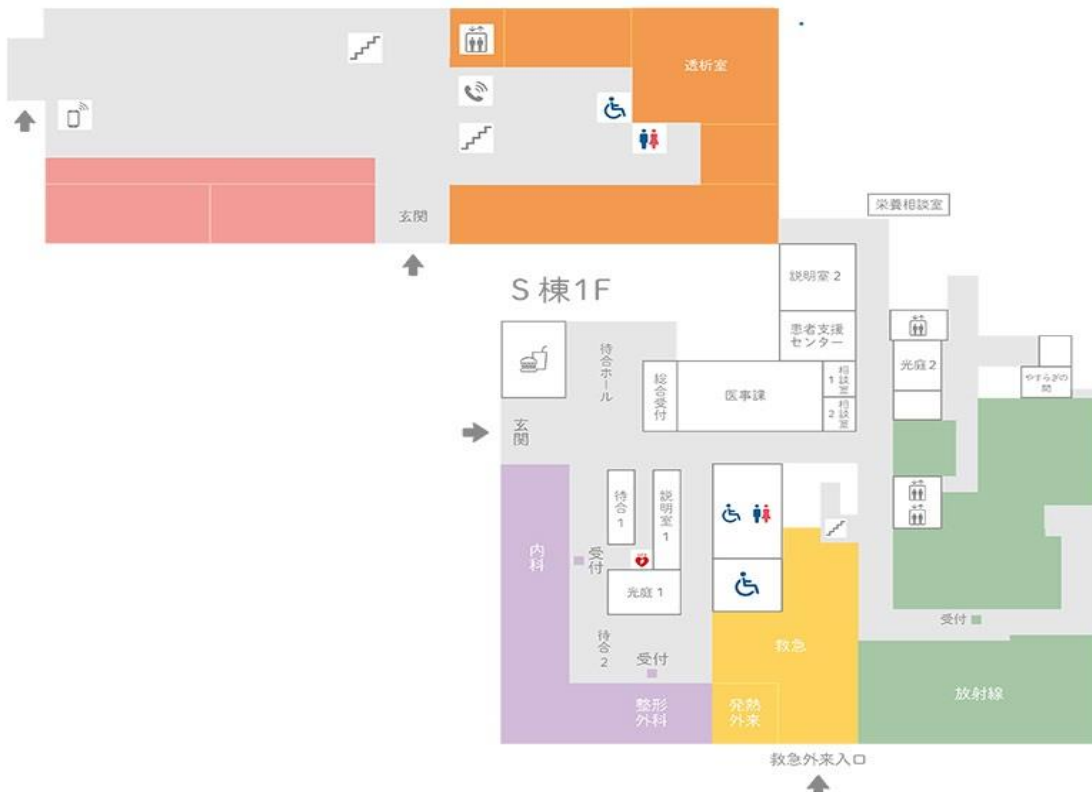 透析室
玄関
栄養相談室
S棟1F
説明室2
患者支援
センター
待合ホール
総合受付
医事課
相談室
1
相談室
2
光庭2
やすらぎの
間
玄関
待合
1
説明室
1
内科
受付
光庭1
待合
2
受付
整形
外科
発熱
外来
救急
受付
放射線
救急外来入口